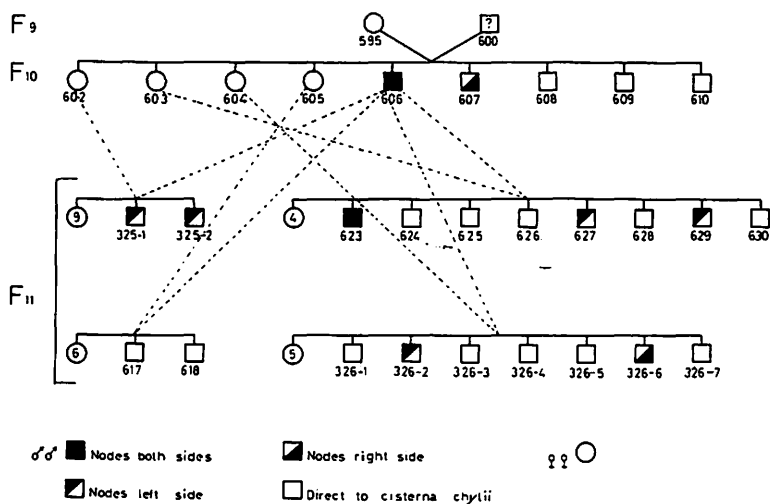 F9
595 ? 600
F10
602 603 604 605 606 607 608 609 610
9 325-1 325-2 4 623 624 625 626 627 628 629 630
F11
6 617 618 5 326-1 326-2 326-3 326-4 326-5 326-6 326-7
♂♂ Nodes both sides Nodes right side ♀♀
Nodes left side Direct to cisterna chylii